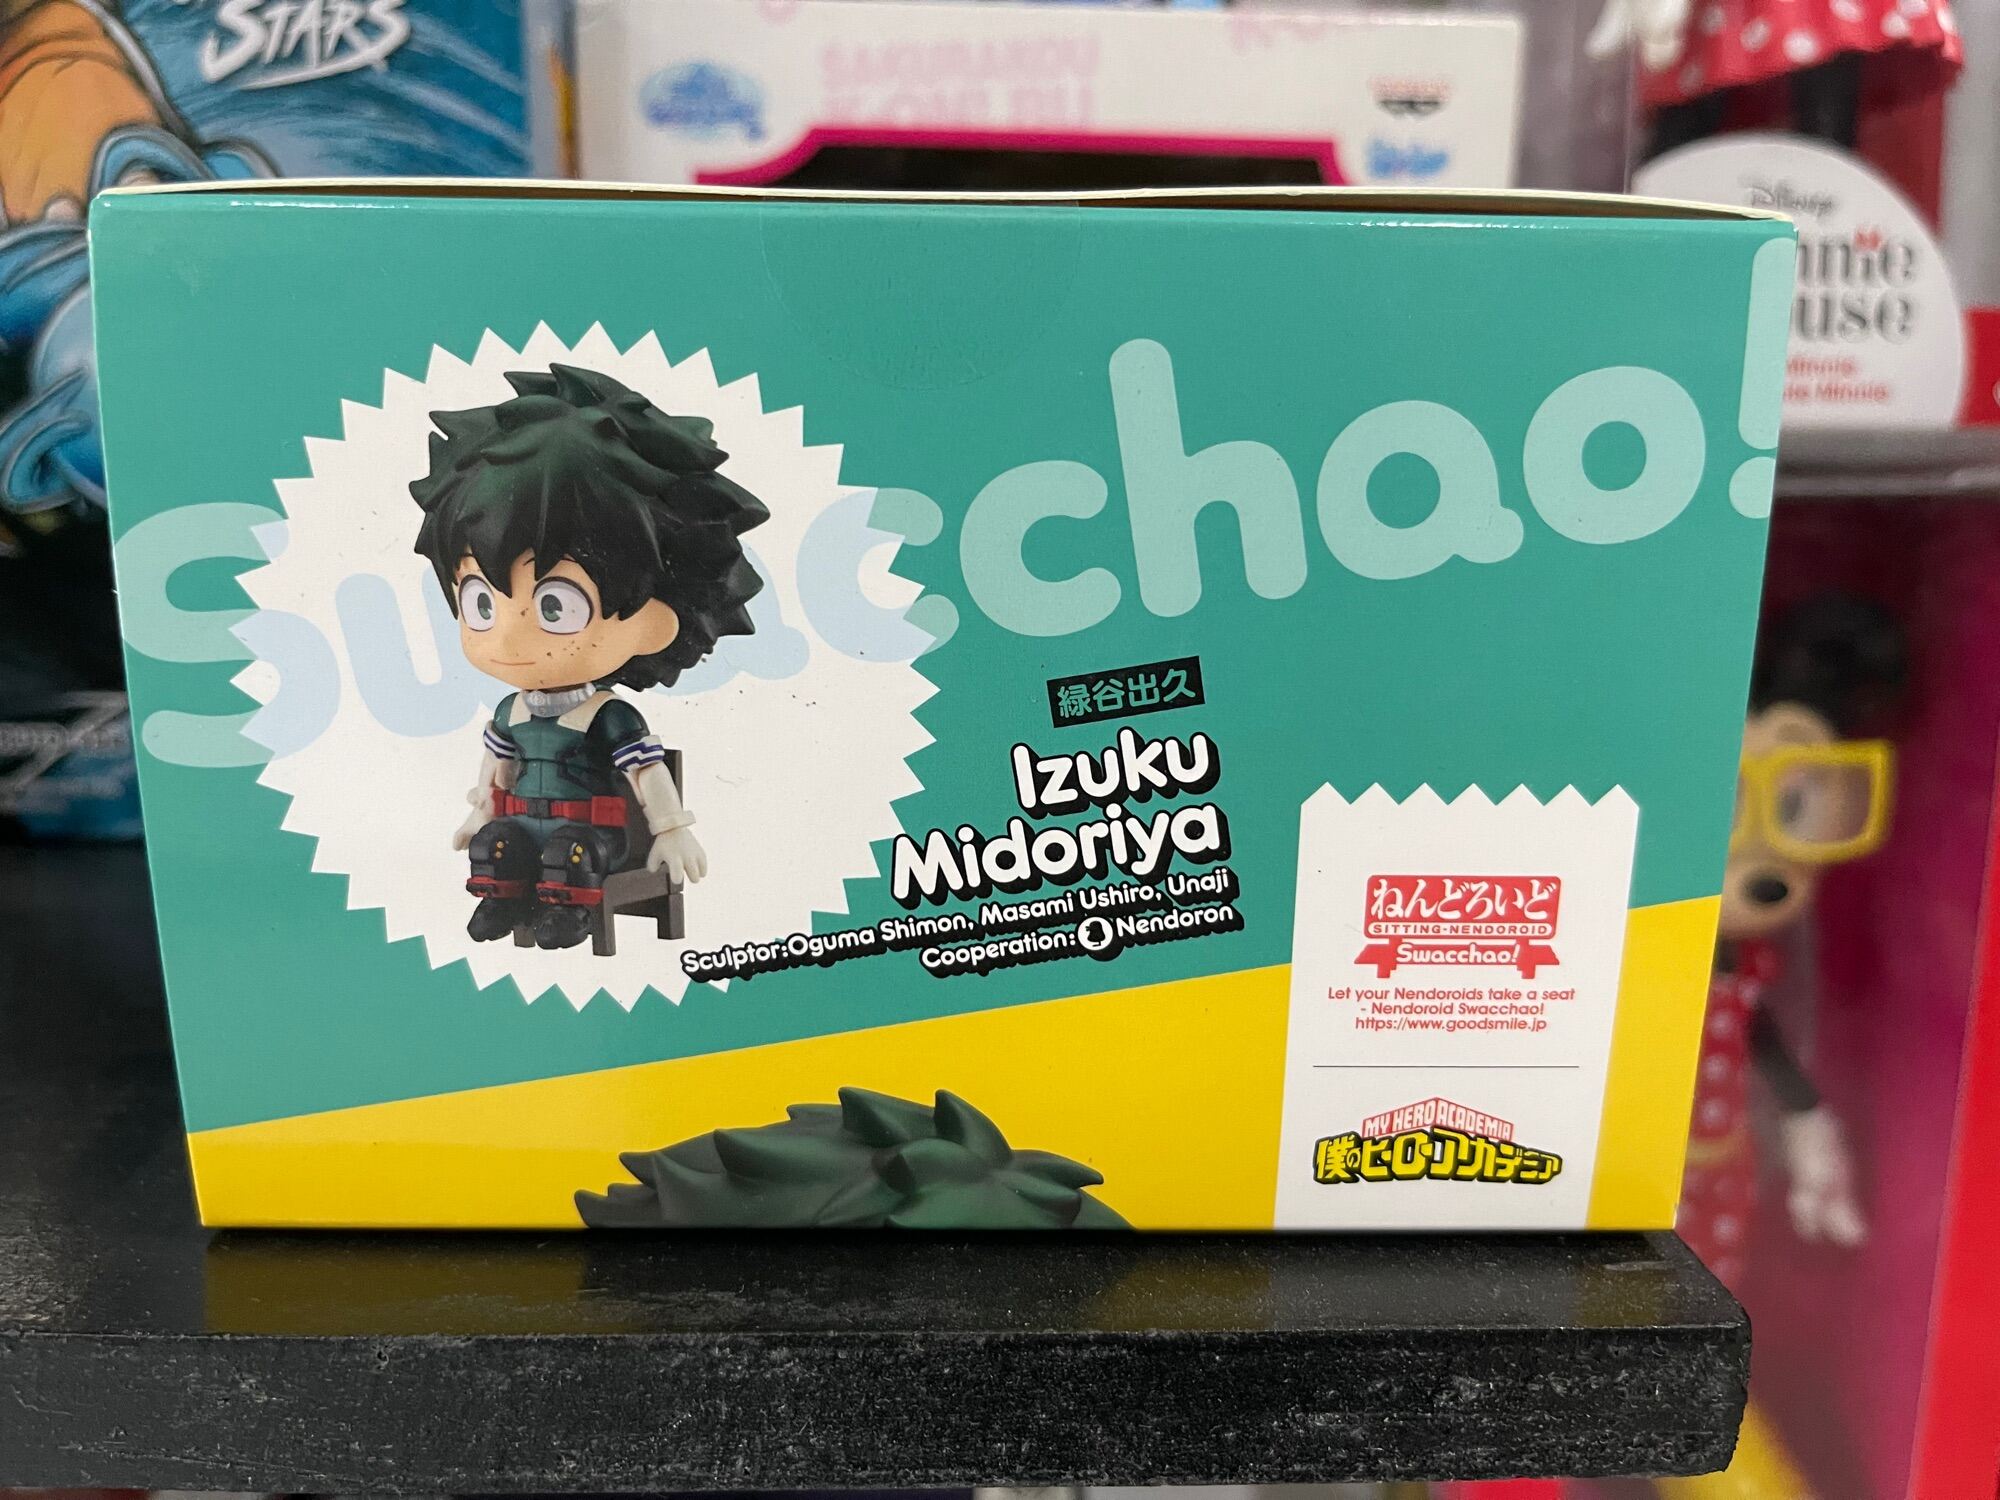 STARS
SAKURAKOU
Disney
Swacchao!
緑谷出久
Izuku
Midoriya
Sculptor:Oguma Shimon, Masami Ushiro, Unaji
Cooperation: Nendoron
ねんどろいど
SITTING-NENDOROID
Swacchao!
Let your Nendoroids take a seat
- Nendoroid Swacchao!
https://www.goodsmile.jp
MY HERO ACADEMIA
僕のヒーローアカデミア